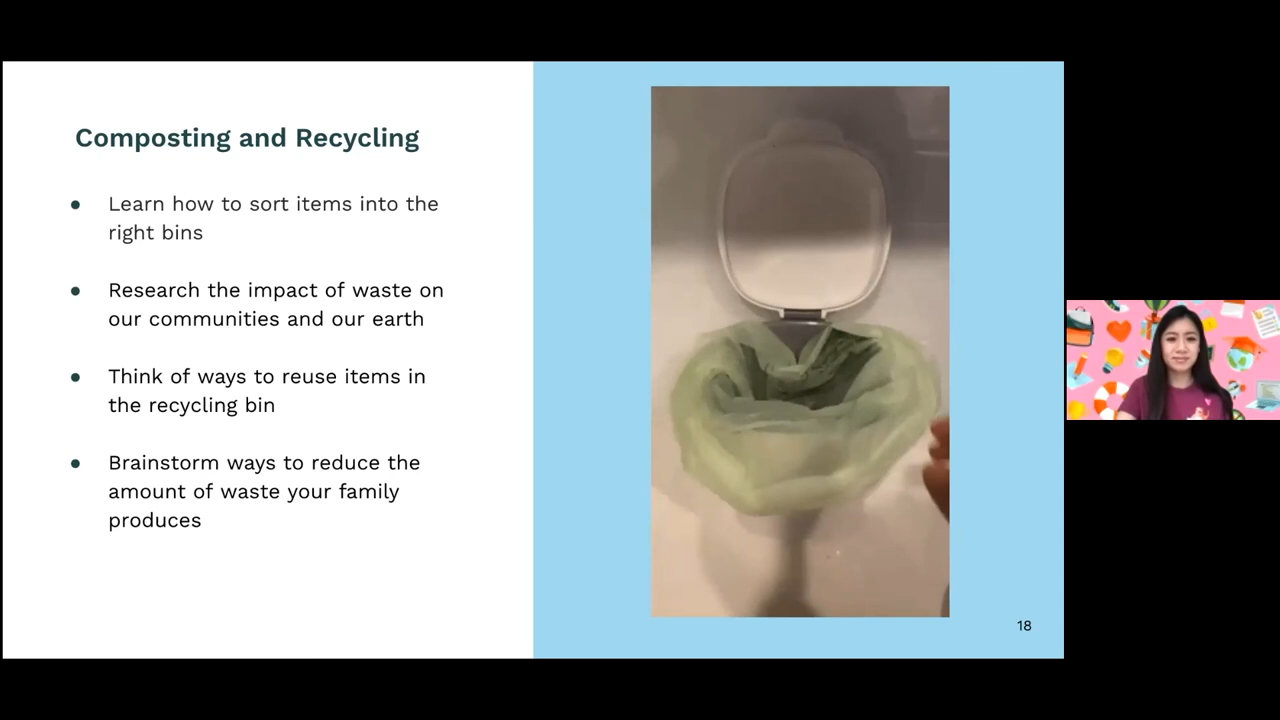 Composting and Recycling
● Learn how to sort items into the
right bins
● Research the impact of waste on
our communities and our earth
● Think of ways to reuse items in
the recycling bin
● Brainstorm ways to reduce the
amount of waste your family
produces
18